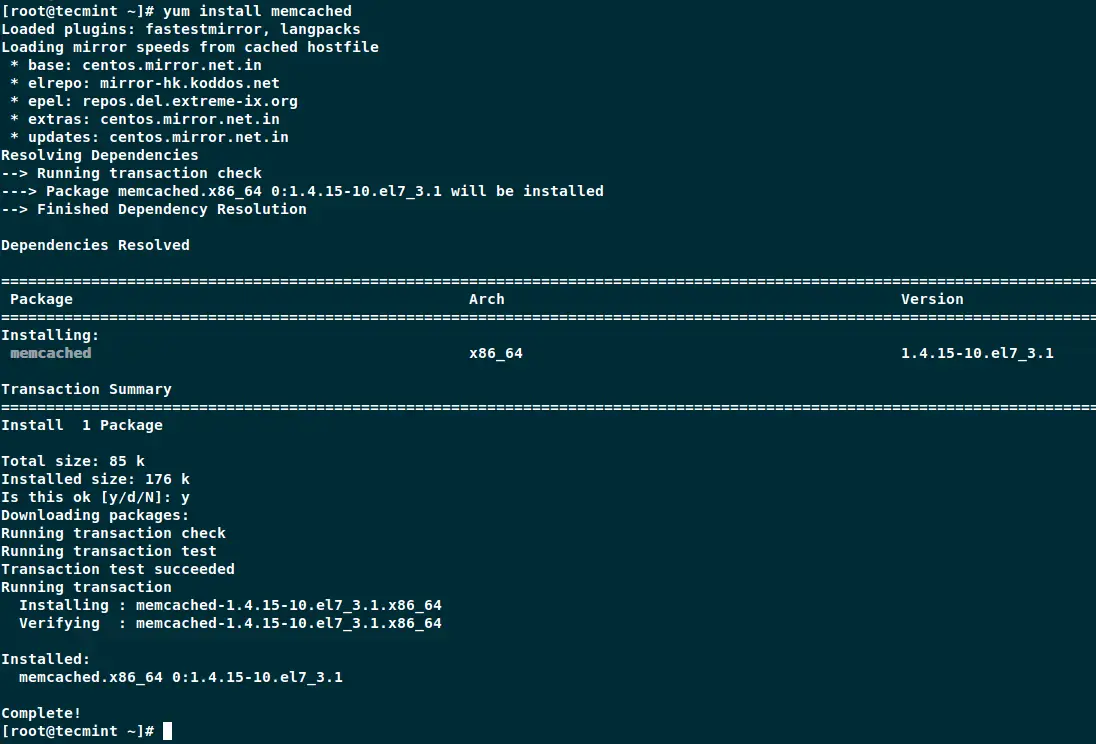 [root@tecmint ~]# yum install memcached
Loaded plugins: fastestmirror, langpacks
Loading mirror speeds from cached hostfile
 * base: centos.mirror.net.in
 * elrepo: mirror-hk.koddos.net
 * epel: repos.del.extreme-ix.org
 * extras: centos.mirror.net.in
 * updates: centos.mirror.net.in
Resolving Dependencies
--> Running transaction check
---> Package memcached.x86_64 0:1.4.15-10.el7_3.1 will be installed
--> Finished Dependency Resolution

Dependencies Resolved

==========================================================================================================================
 Package                                            Arch                                            Version
==========================================================================================================================
Installing:
 memcached                                          x86_64                                          1.4.15-10.el7_3.1

Transaction Summary
==========================================================================================================================
Install  1 Package

Total size: 85 k
Installed size: 176 k
Is this ok [y/d/N]: y
Downloading packages:
Running transaction check
Running transaction test
Transaction test succeeded
Running transaction
  Installing : memcached-1.4.15-10.el7_3.1.x86_64
  Verifying  : memcached-1.4.15-10.el7_3.1.x86_64

Installed:
  memcached.x86_64 0:1.4.15-10.el7_3.1

Complete!
[root@tecmint ~]#